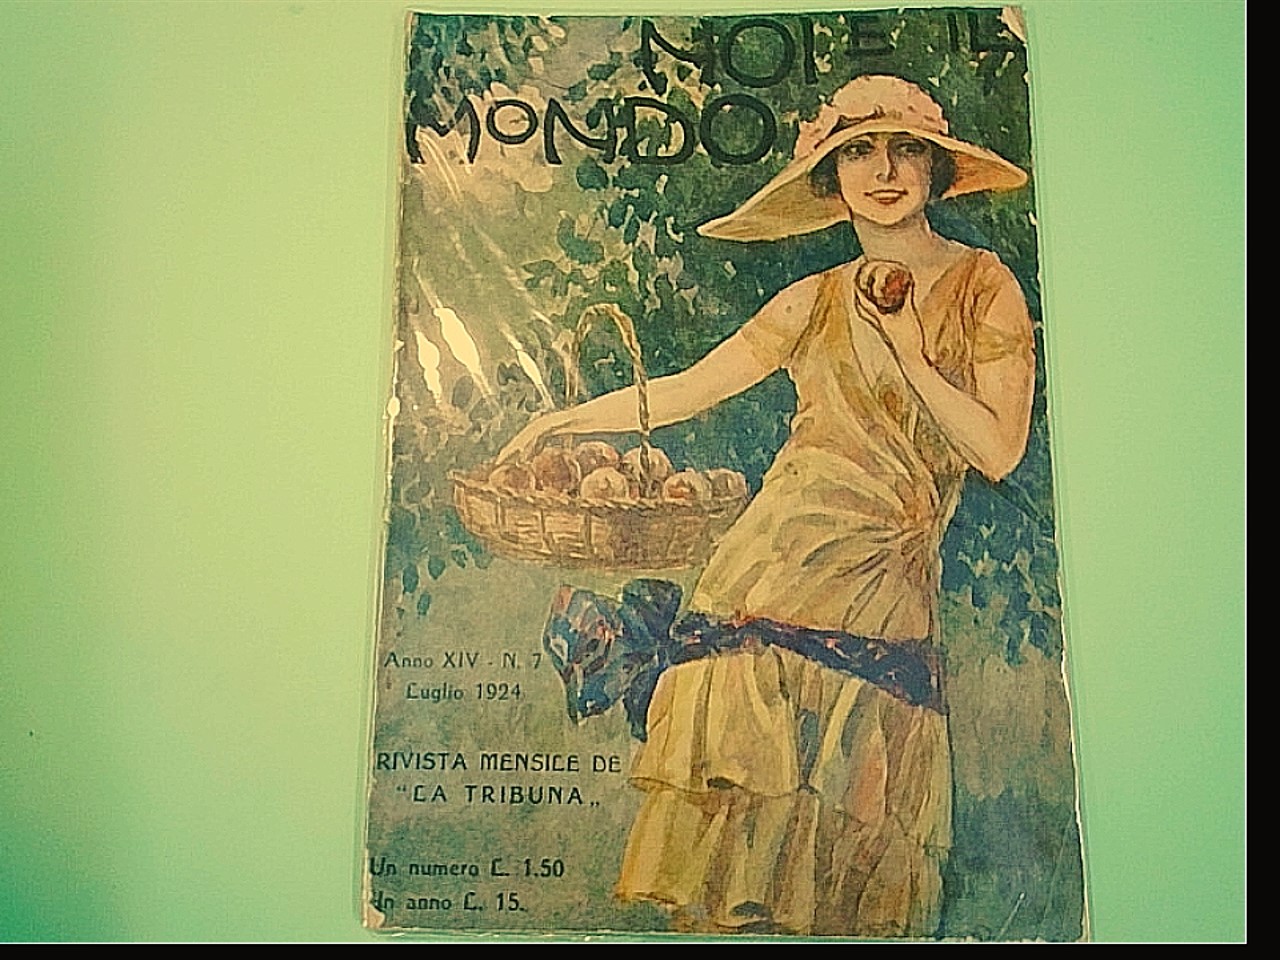 NOI E IL
MONDO
Anno XIV - N. 7
Luglio 1924
RIVISTA MENSILE DE
"LA TRIBUNA„
Un numero L. 1.50
Un anno L. 15.